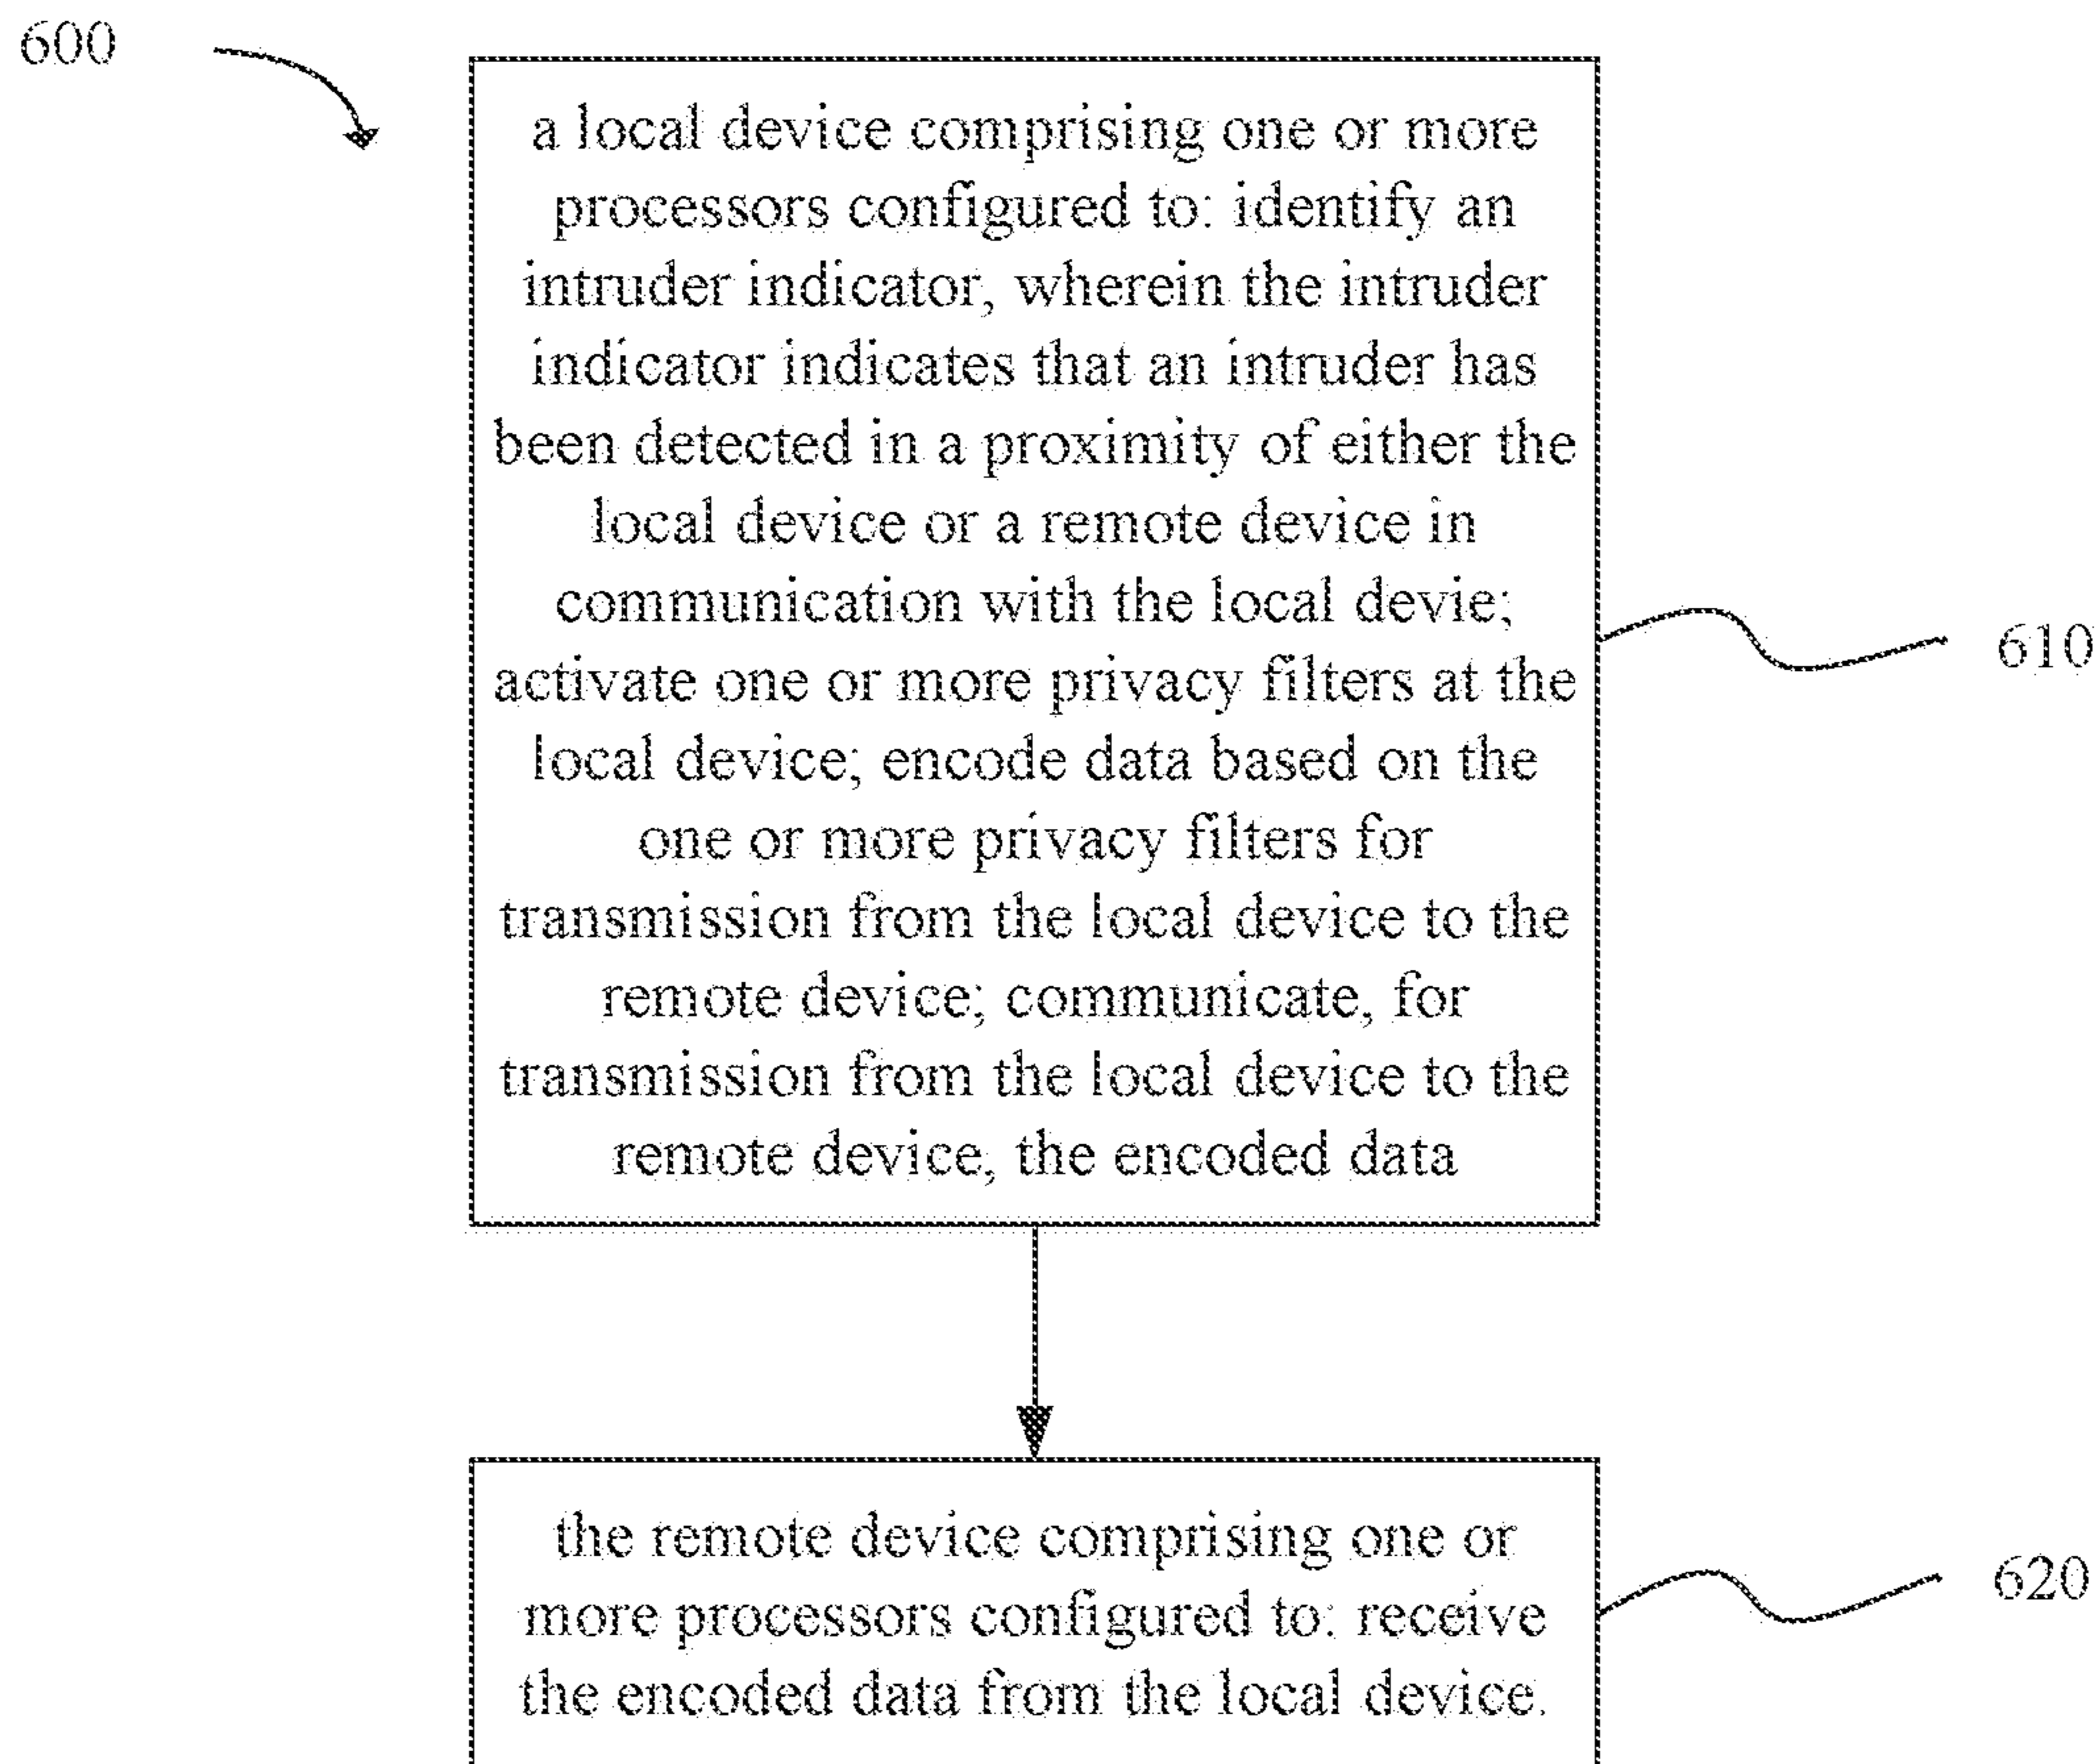 600
a local device comprising one or more
processors configured to: identify an
intruder indicator, wherein the intruder
indicator indicates that an intruder has
been detected in a proximity of either the
local device or a remote device in
communication with the local devie;
activate one or more privacy filters at the
local device; encode data based on the
one or more privacy filters for
transmission from the local device to the
remote device; communicate, for
transmission from the local device to the
remote device, the encoded data
610
the remote device comprising one or
more processors configured to: receive
the encoded data from the local device.
620